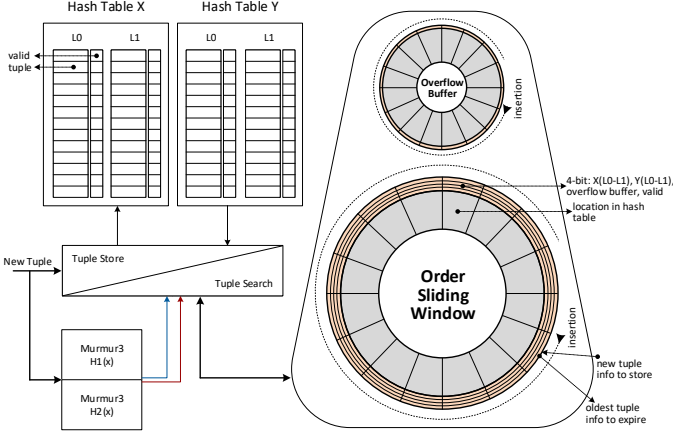 Hash Table X
Hash Table Y
L0
L1
L0
L1
valid
tuple
Overflow
Buffer
insertion
4-bit: X(L0-L1), Y(L0-L1),
overflow buffer, valid
location in hash
table
New Tuple
Tuple Store
Tuple Search
Order
Sliding
Window
insertion
Murmur3
H1(x)
Murmur3
H2(x)
new tuple
info to store
oldest tuple
info to expire